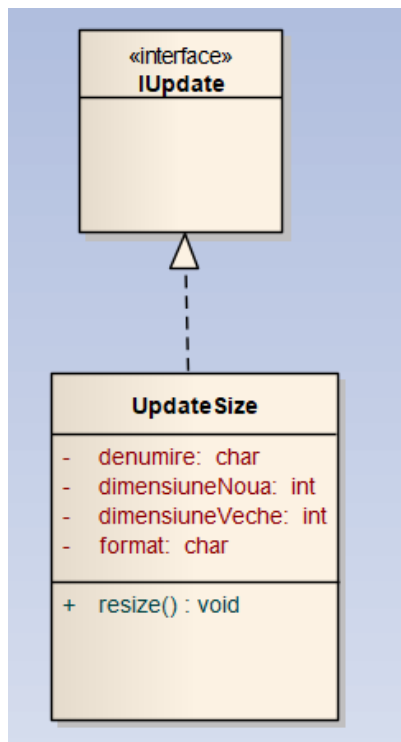 «interface»
IUpdate
UpdateSize
- denumire: char
- dimensiuneNoua: int
- dimensiuneVeche: int
- format: char
+ resize() : void